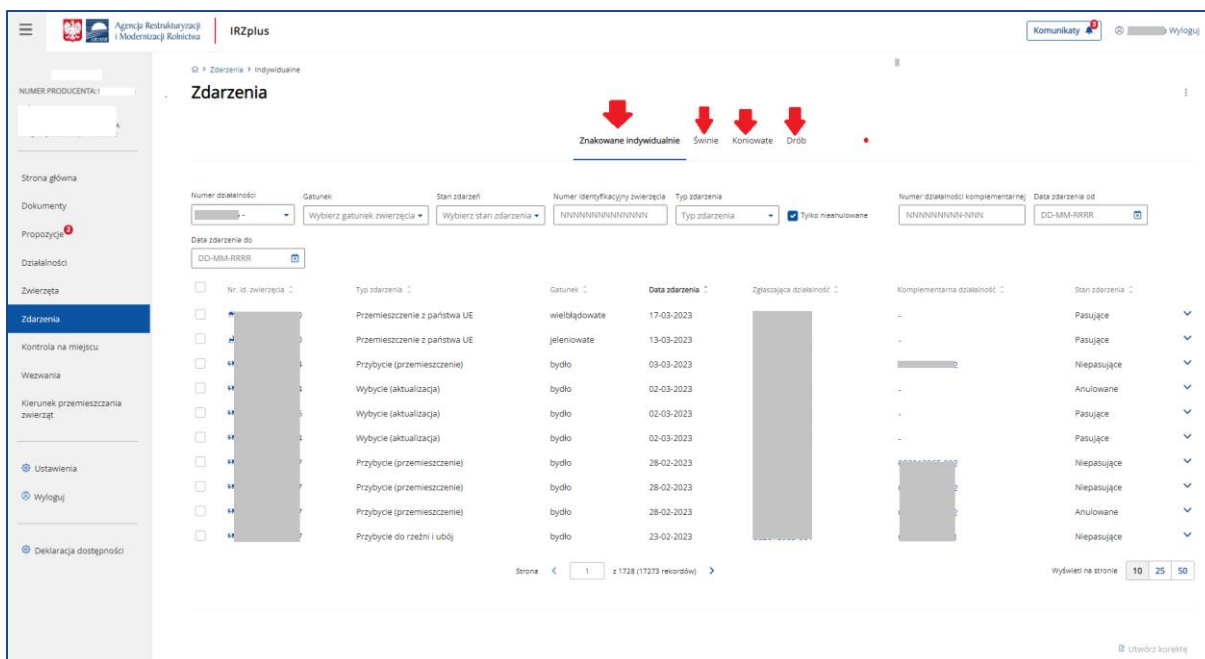 Agencja Restrukturyzacji
i Modernizacji Rolnictwa
IRZplus
Komunikaty 3
Wyloguj
NUMER PRODUCENTA:
Strona główna
Dokumenty
Propozycje 2
Działalności
Zwierzęta
Zdarzenia
Kontrola na miejscu
Wezwania
Kierunek przemieszczania
zwierząt
Ustawienia
Wyloguj
Deklaracja dostępności
Zdarzenia > Indywidualne
Zdarzenia
Znakowane indywidualnie Świnie Koniowate Drób
Numer działalności Gatunek Stan zdarzeń Numer identyfikacyjny zwierzęcia Typ zdarzenia Numer działalności komplementarnej Data zdarzenia od
Wybierz gatunek zwierzęcia Wybierz stan zdarzenia NNNNNNNNNNNNNN Typ zdarzenia Tylko nieanulowane NNNNNNNNN-NNN DD-MM-RRRR
Data zdarzenia do
DD-MM-RRRR
Nr. id. zwierzęcia Typ zdarzenia Gatunek Data zdarzenia Zgłaszająca działalność Komplementarna działalność Stan zdarzenia
Przemieszczenie z państwa UE wielbłądowate 17-03-2023 - Pasujące
Przemieszczenie z państwa UE jeleniowate 13-03-2023 - Pasujące
Przybycie (przemieszczenie) bydło 03-03-2023 Niepasujące
Wybycie (aktualizacja) bydło 02-03-2023 - Anulowane
Wybycie (aktualizacja) bydło 02-03-2023 - Pasujące
Wybycie (aktualizacja) bydło 02-03-2023 - Pasujące
Przybycie (przemieszczenie) bydło 28-02-2023 Niepasujące
Przybycie (przemieszczenie) bydło 28-02-2023 Niepasujące
Przybycie (przemieszczenie) bydło 28-02-2023 Anulowane
Przybycie do rzeźni i ubój bydło 23-02-2023 Niepasujące
Strona 1 z 1728 (17273 rekordów)
Wyświetl na stronie 10 25 50
Utwórz korektę